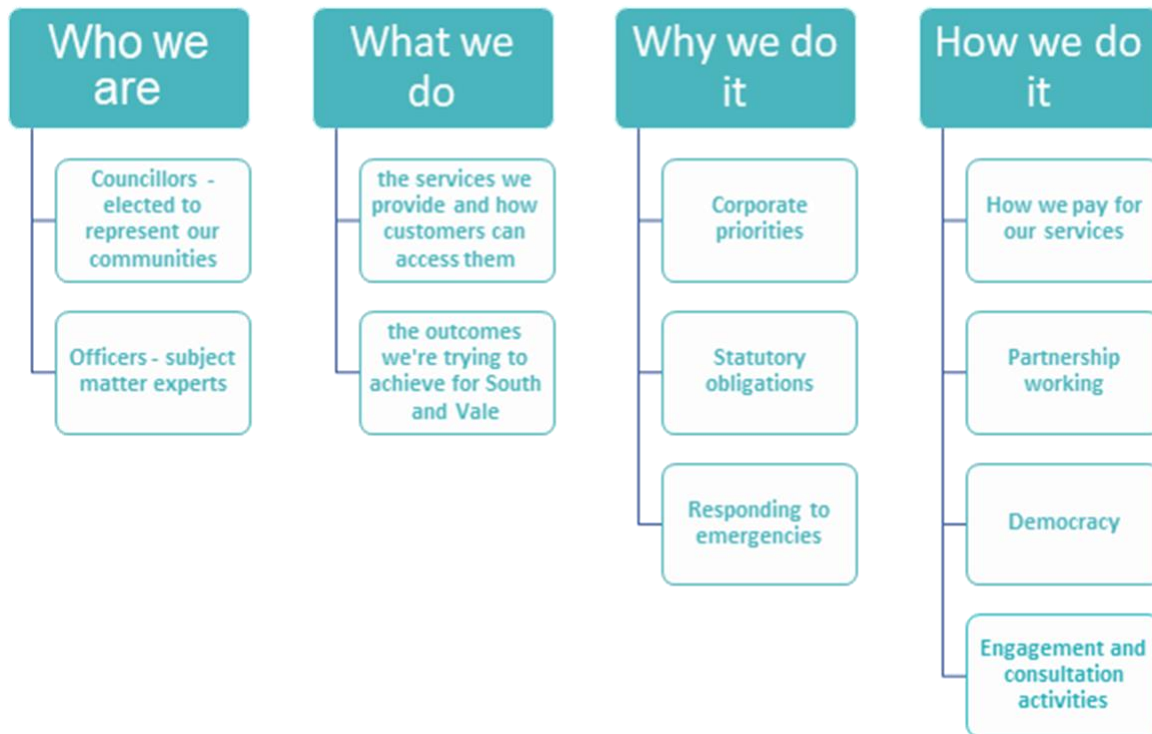 Who we
are
Councillors -
elected to
represent our
communities
Officers - subject
matter experts
What we
do
the services we
provide and how
customers can
access them
the outcomes
we're trying to
achieve for South
and Vale
Why we do
it
Corporate
priorities
Statutory
obligations
Responding to
emergencies
How we do
it
How we pay for
our services
Partnership
working
Democracy
Engagement and
consultation
activities